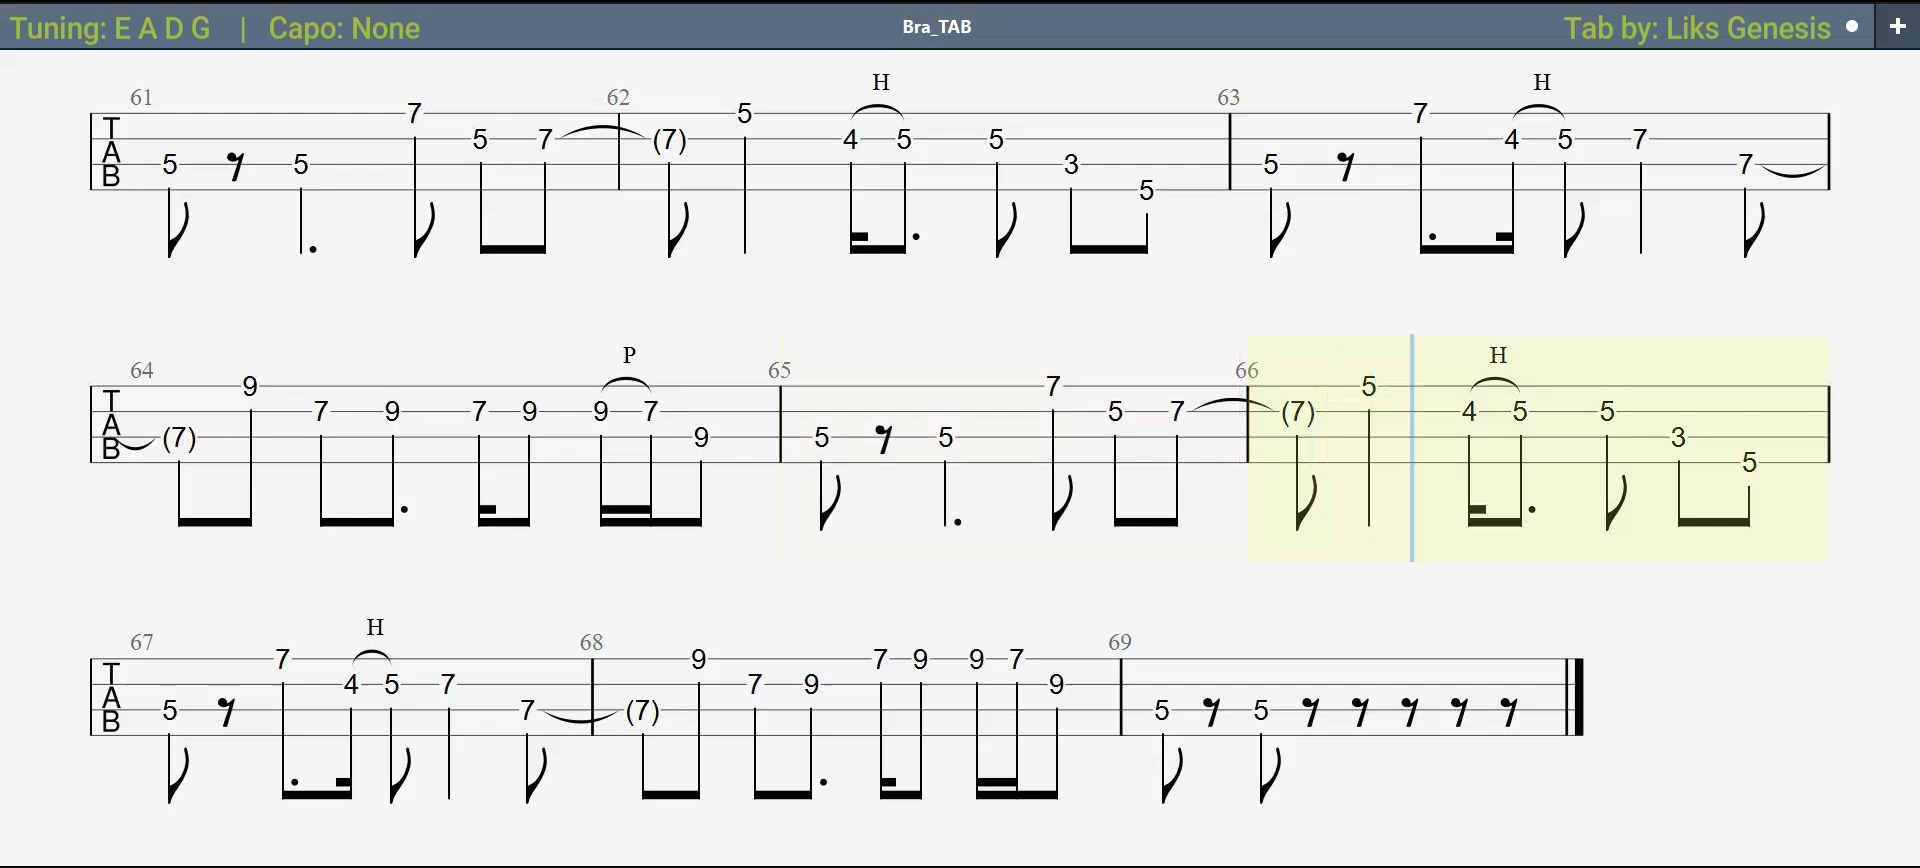 Tuning: E A D G | Capo: None Bra_TAB Tab by: Liks Genesis +
H H
61 62 63
7 5 7
5 7 (7) 4 5 5 4 5 7
5 5 3 5 7
5
TAB
P H
64 65 66
9 7 5
7 9 7 9 9 7 5 7 (7) 4 5 5
(7) 9 5 5 3
5
TAB
H
67 68 69
7 9 7 9 9 7
4 5 7 7 9 9
5 7 (7) 5 5
TAB